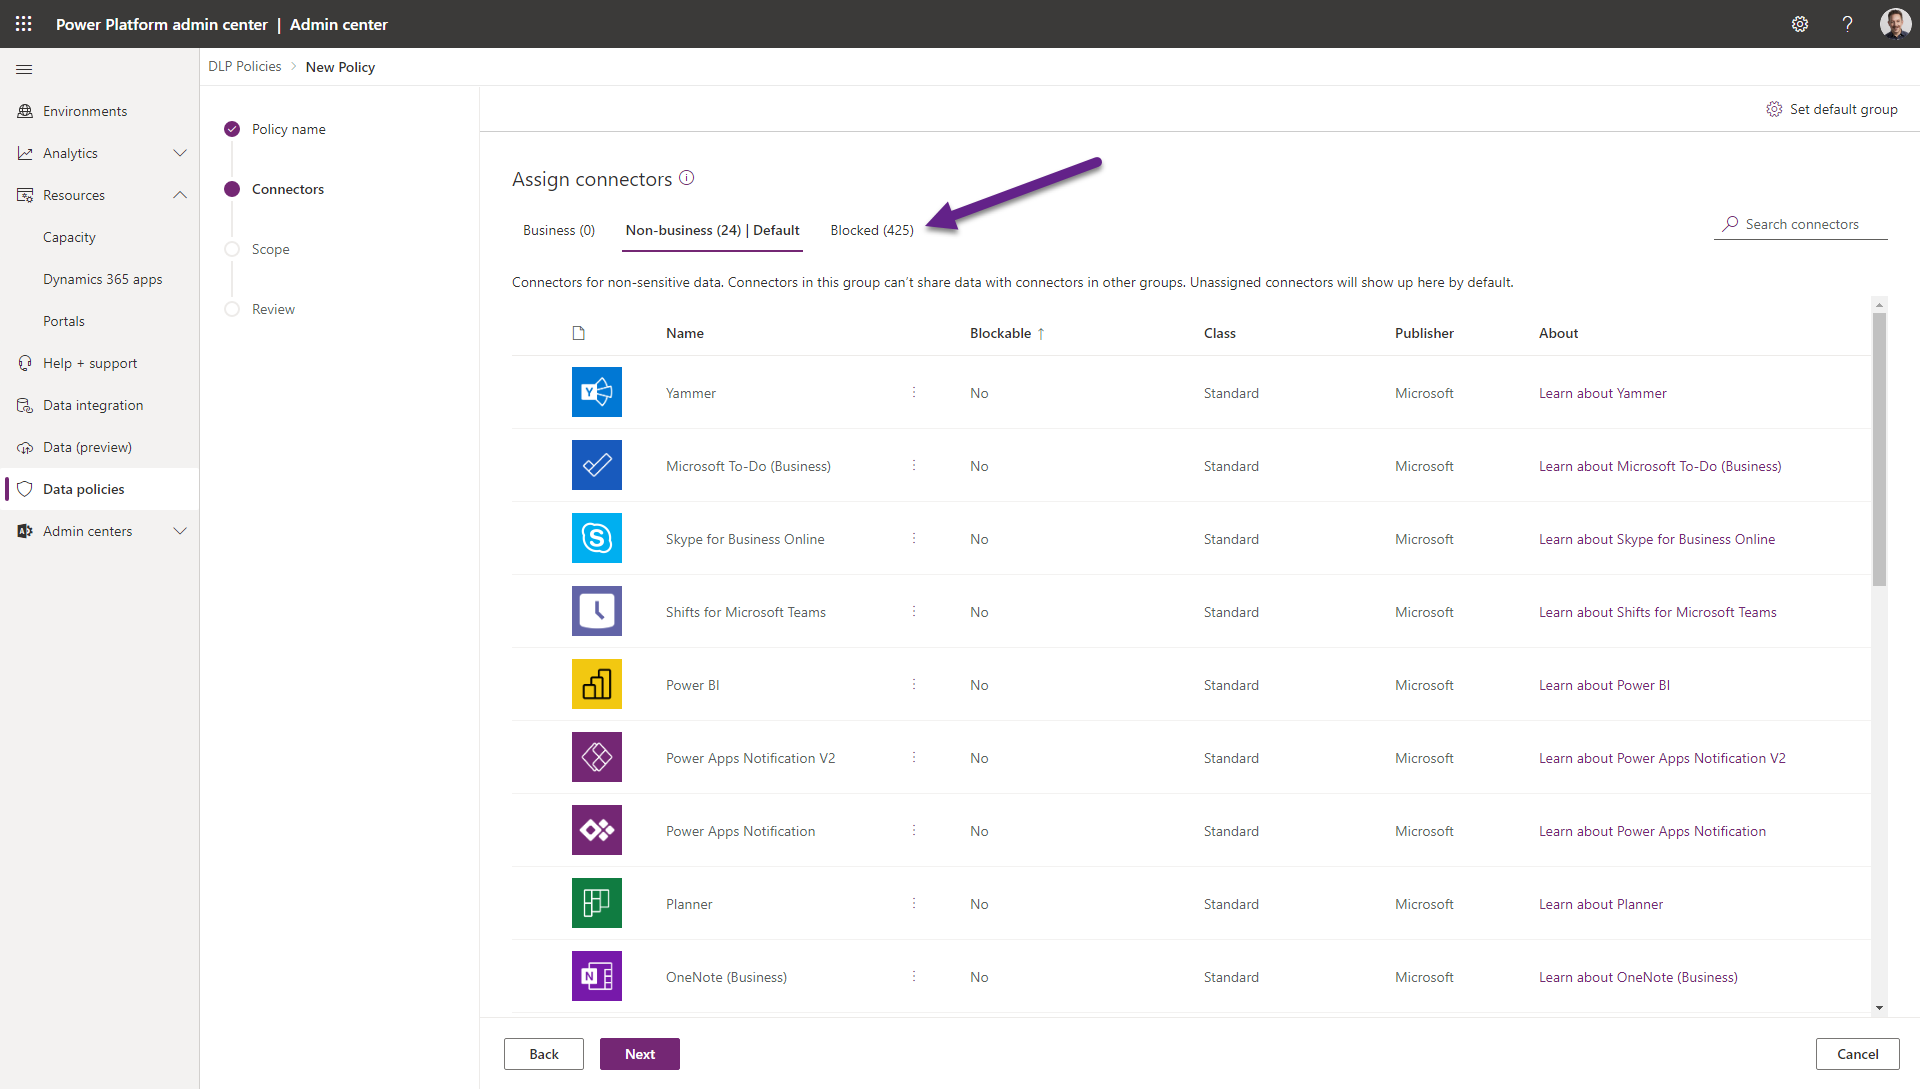 Power Platform admin center | Admin center
DLP Policies > New Policy
Environments
Analytics
Resources
Capacity
Dynamics 365 apps
Portals
Help + support
Data integration
Data (preview)
Data policies
Admin centers
Policy name
Connectors
Scope
Review
Set default group
Assign connectors
Business (0) Non-business (24) | Default Blocked (425)
Search connectors
Connectors for non-sensitive data. Connectors in this group can't share data with connectors in other groups. Unassigned connectors will show up here by default.
Name Blockable ↑ Class Publisher About
Yammer No Standard Microsoft Learn about Yammer
Microsoft To-Do (Business) No Standard Microsoft Learn about Microsoft To-Do (Business)
Skype for Business Online No Standard Microsoft Learn about Skype for Business Online
Shifts for Microsoft Teams No Standard Microsoft Learn about Shifts for Microsoft Teams
Power BI No Standard Microsoft Learn about Power BI
Power Apps Notification V2 No Standard Microsoft Learn about Power Apps Notification V2
Power Apps Notification No Standard Microsoft Learn about Power Apps Notification
Planner No Standard Microsoft Learn about Planner
OneNote (Business) No Standard Microsoft Learn about OneNote (Business)
Back Next Cancel